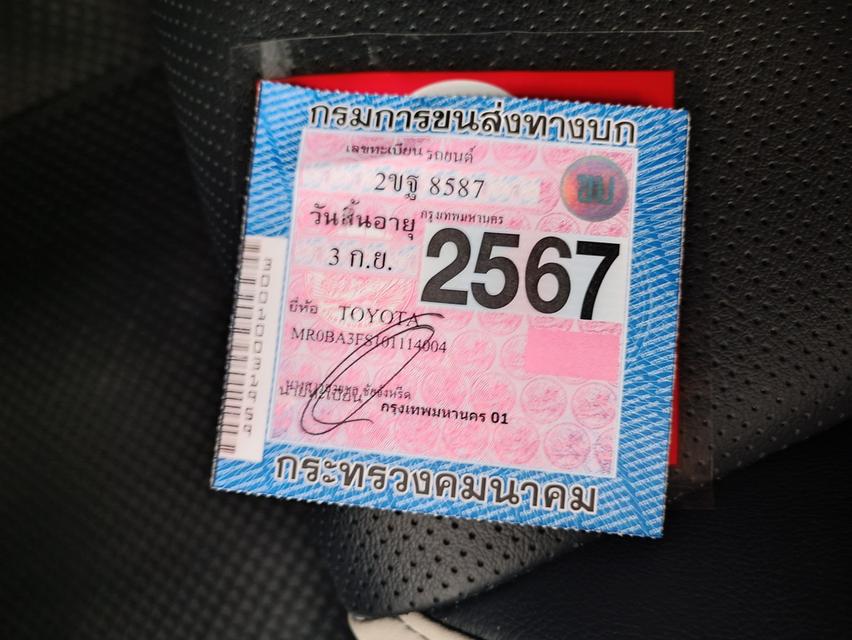 กรมการขนส่งทางบก
เลขทะเบียน รถยนต์
2ขฐ 8587
กรุงเทพมหานคร
วันสิ้นอายุ
3 ก.ย.
2567
ยี่ห้อ TOYOTA
MR0BA3FS101114004
นายทะเบียน
กรุงเทพมหานคร 01
กระทรวงคมนาคม
30010031959